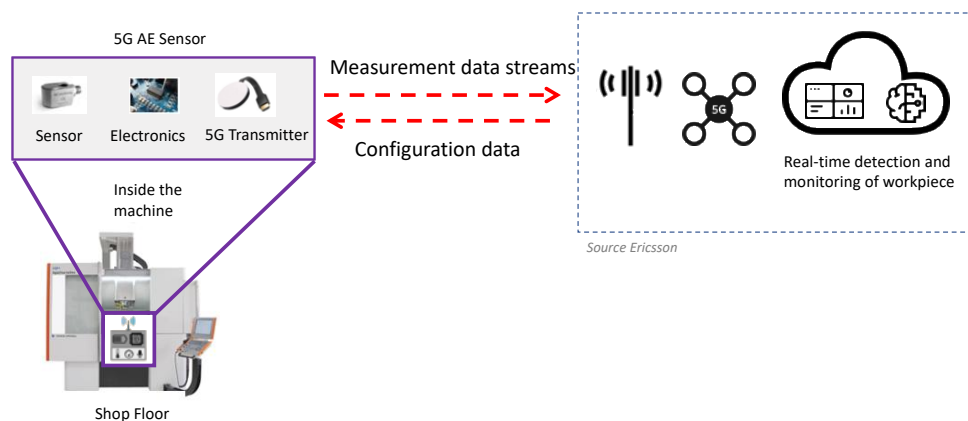 5G AE Sensor
Sensor
Electronics
5G Transmitter
Measurement data streams
Configuration data
5G
Real-time detection and
monitoring of workpiece
Source Ericsson
Inside the
machine
Shop Floor